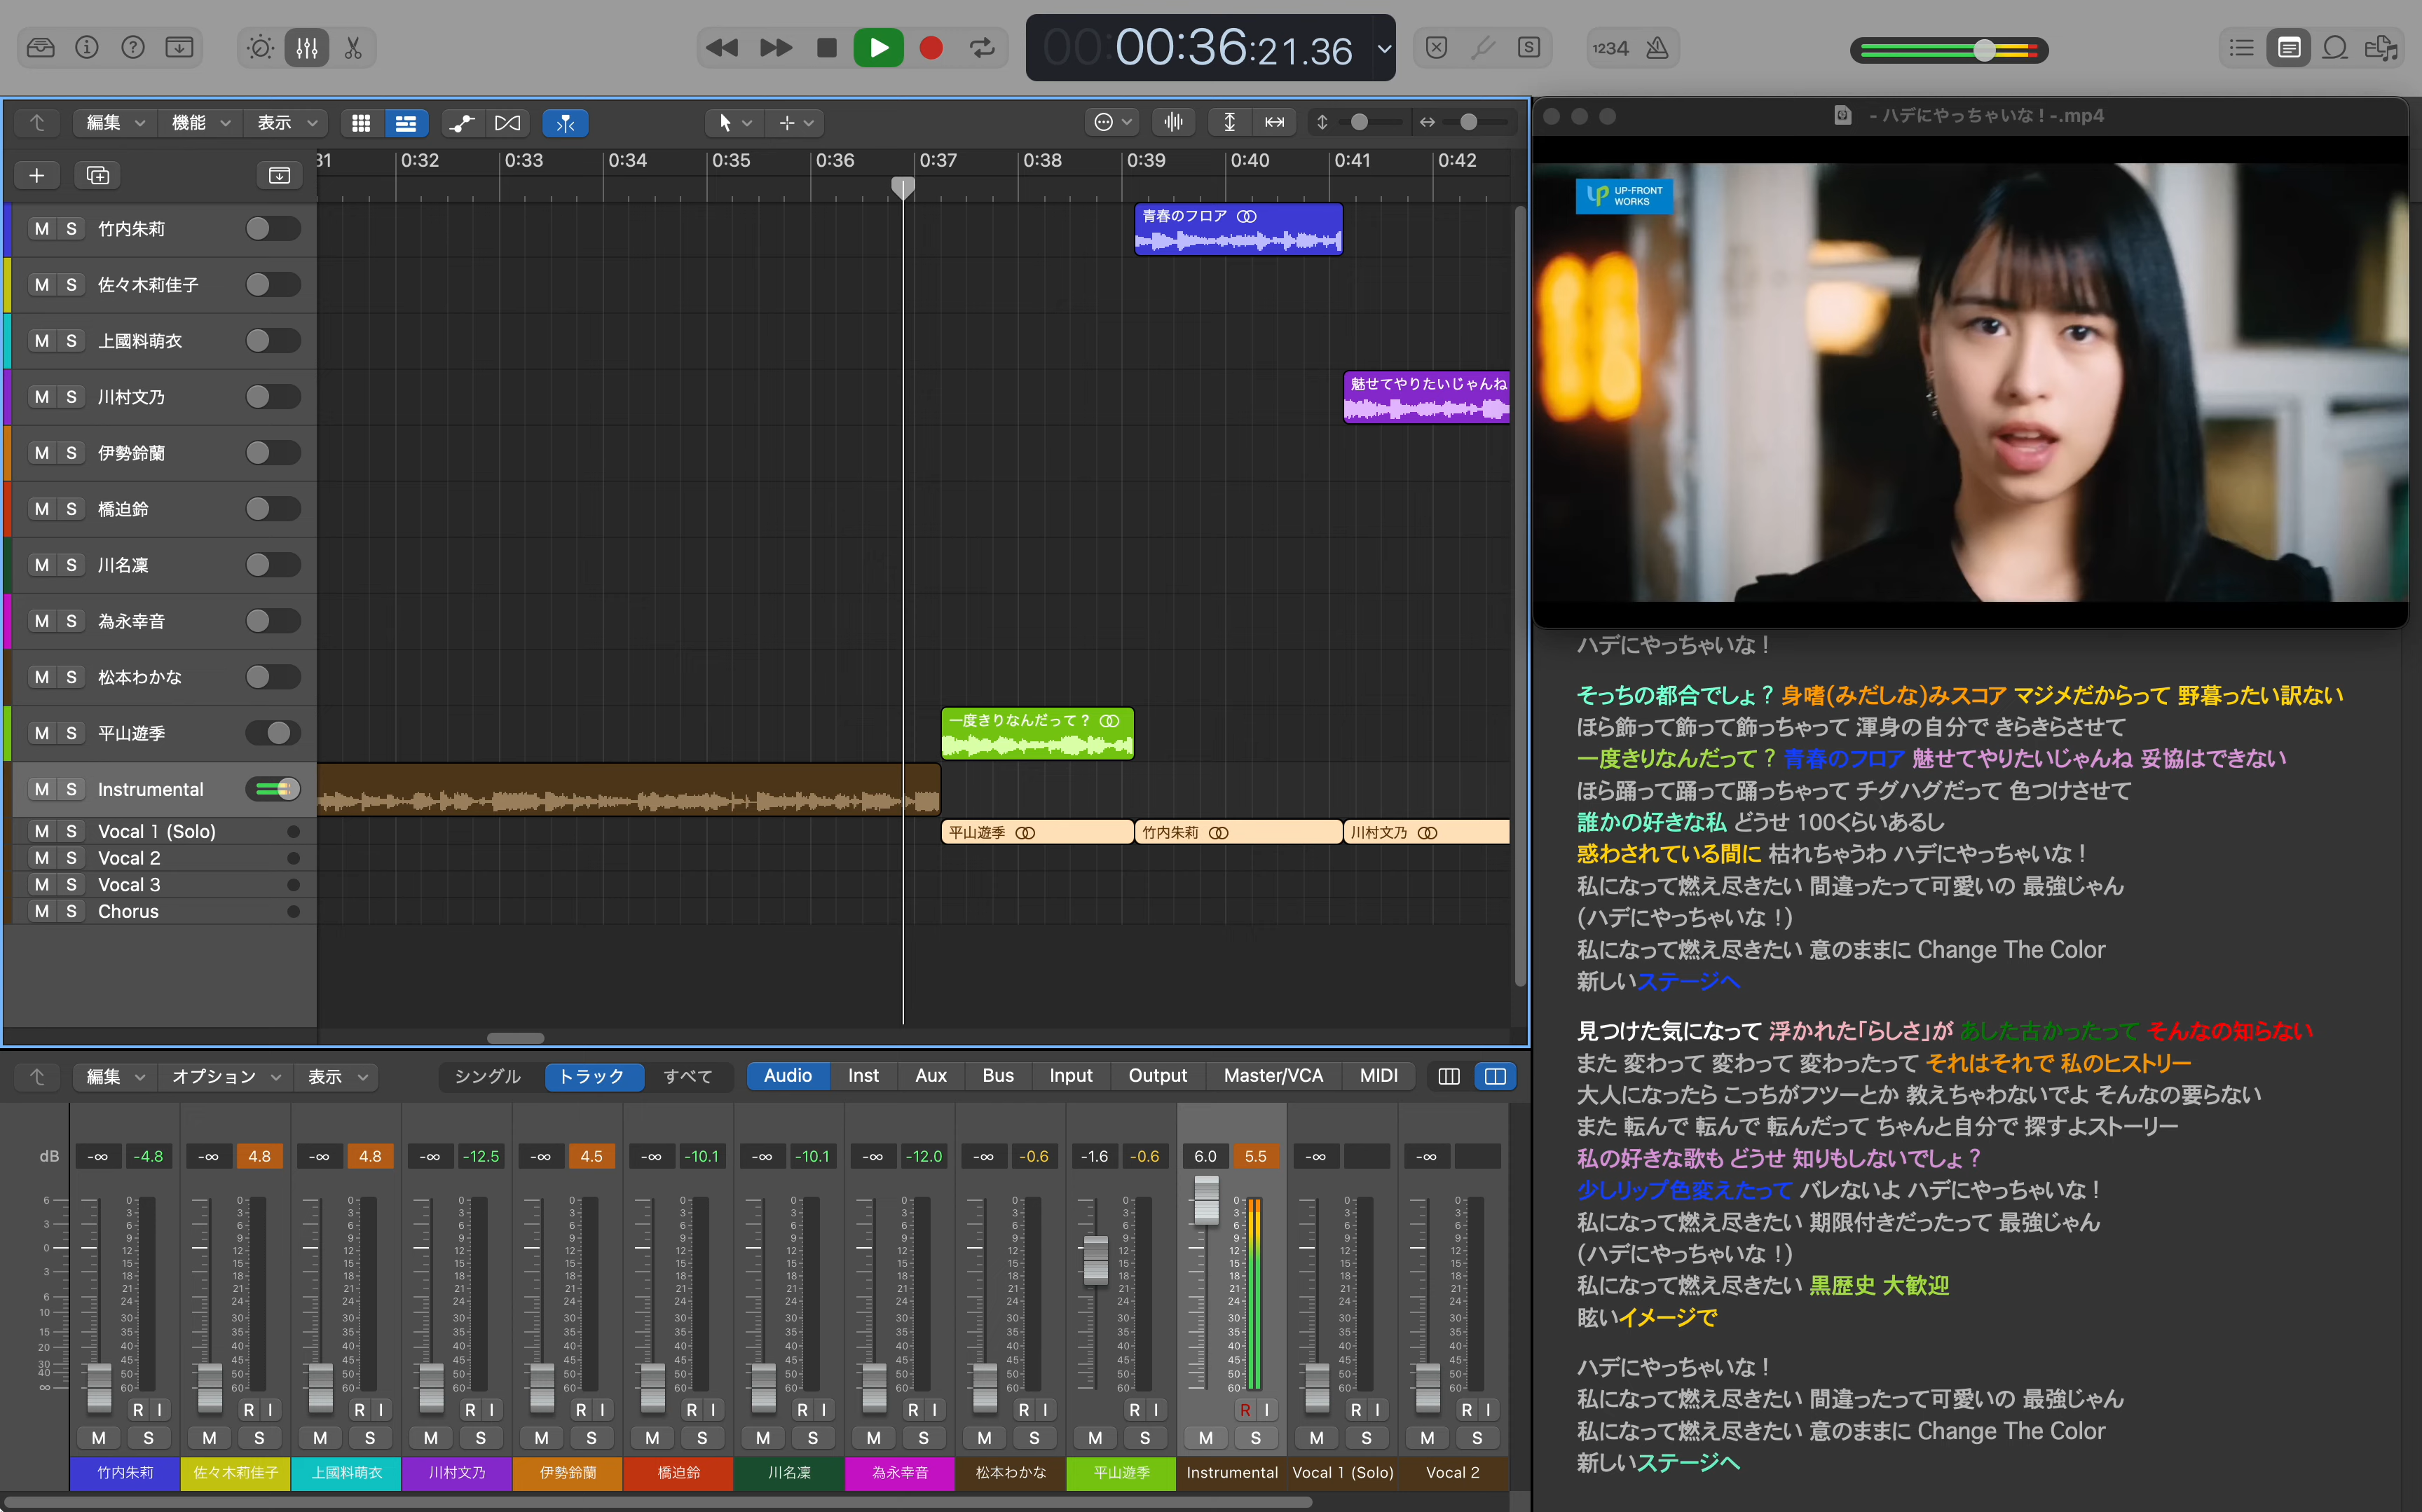 00:00:36:21.36
1234
編集 機能 表示
31 0:32 0:33 0:34 0:35 0:36 0:37 0:38 0:39 0:40 0:41 0:42
M S 竹内朱莉
青春のフロア
M S 佐々木莉佳子
M S 上國料萌衣
M S 川村文乃
魅せてやりたいじゃんね
M S 伊勢鈴蘭
M S 橋迫鈴
M S 川名凜
M S 為永幸音
M S 松本わかな
M S 平山遊季
一度きりなんだって？
M S Instrumental
M S Vocal 1 (Solo)
平山遊季 竹内朱莉 川村文乃
M S Vocal 2
M S Vocal 3
M S Chorus
- ハデにやっちゃいな！-.mp4
UP-FRONT
WORKS
ハデにやっちゃいな！
そっちの都合でしょ？ 身嗜(みだしな)みスコア マジメだからって 野暮ったい訳ない
ほら飾って飾って飾っちゃって 渾身の自分で きらきらさせて
一度きりなんだって？ 青春のフロア 魅せてやりたいじゃんね 妥協はできない
ほら踊って踊って踊っちゃって チグハグだって 色つけさせて
誰かの好きな私 どうせ 100くらいあるし
惑わされている間に 枯れちゃうわ ハデにやっちゃいな！
私になって燃え尽きたい 間違ったって可愛いの 最強じゃん
(ハデにやっちゃいな！)
私になって燃え尽きたい 意のままに Change The Color
新しいステージへ
見つけた気になって 浮かれた「らしさ」が あした古かったって そんなの知らない
また 変わって 変わって 変わったって それはそれで 私のヒストリー
大人になったら こっちがフツーとか 教えちゃわないでよ そんなの要らない
また 転んで 転んで 転んだって ちゃんと自分で 探すよストーリー
私の好きな歌も どうせ 知りもしないでしょ？
少しリップ色変えたって バレないよ ハデにやっちゃいな！
私になって燃え尽きたい 期限付きだったって 最強じゃん
(ハデにやっちゃいな！)
私になって燃え尽きたい 黒歴史 大歓迎
眩いイメージで
ハデにやっちゃいな！
私になって燃え尽きたい 間違ったって可愛いの 最強じゃん
私になって燃え尽きたい 意のままに Change The Color
新しいステージへ
編集 オプション 表示 シングル トラック すべて Audio Inst Aux Bus Input Output Master/VCA MIDI
dB -∞ -4.8 -∞ 4.8 -∞ 4.8 -∞ -12.5 -∞ 4.5 -∞ -10.1 -∞ -10.1 -∞ -12.0 -∞ -0.6 -1.6 -0.6 6.0 5.5 -∞ -∞
R I R I R I R I R I R I R I R I R I R I R I R I R I
M S M S M S M S M S M S M S M S M S M S M S M S M S
竹内朱莉 佐々木莉佳子 上國料萌衣 川村文乃 伊勢鈴蘭 橋迫鈴 川名凜 為永幸音 松本わかな 平山遊季 Instrumental Vocal 1 (Solo) Vocal 2